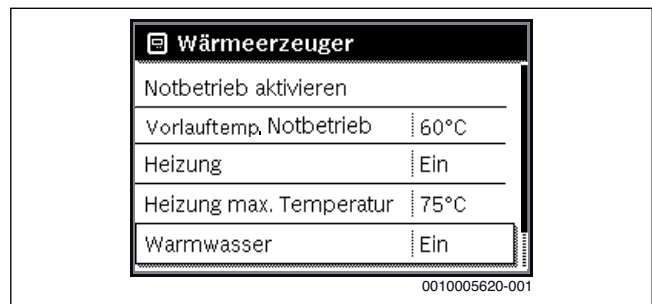 Wärmeerzeuger
Notbetrieb aktivieren
Vorlauftemp. Notbetrieb 60°C
Heizung Ein
Heizung max. Temperatur 75°C
Warmwasser Ein
0010005620-001